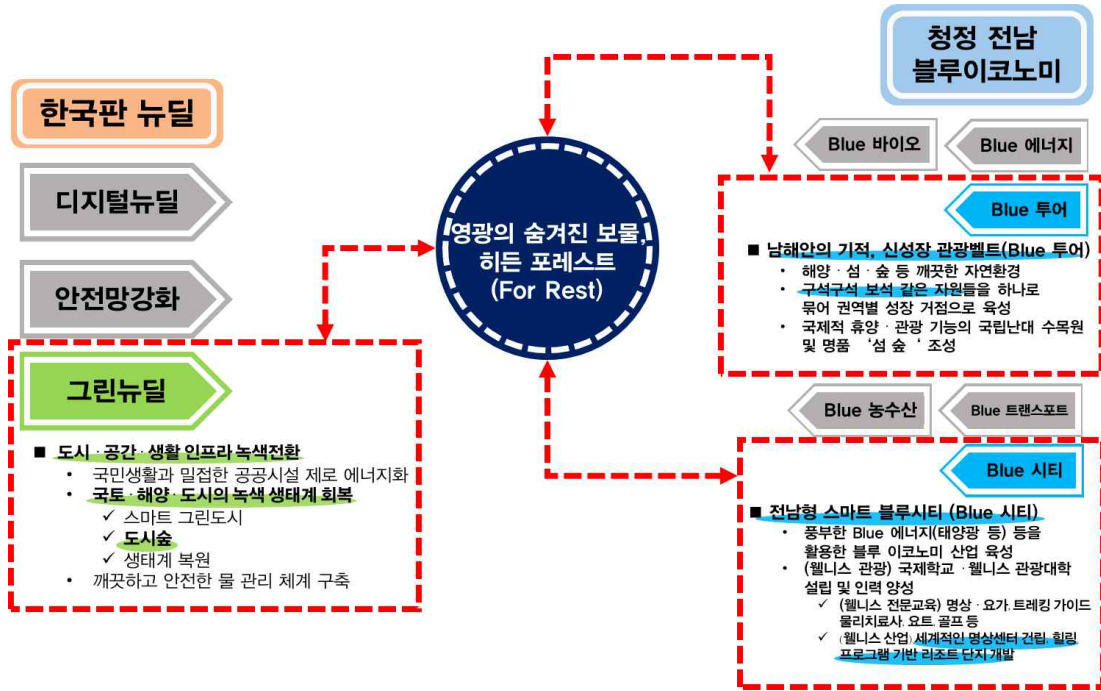 한국판 뉴딜
디지털뉴딜
안전망강화
그린뉴딜
■ 도시·공간·생활 인프라 녹색전환
• 국민생활과 밀접한 공공시설 제로 에너지화
• 국토·해양·도시의 녹색 생태계 회복
✓ 스마트 그린도시
✓ 도시숲
✓ 생태계 복원
• 깨끗하고 안전한 물 관리 체계 구축
영광의 숨겨진 보물,
히든 포레스트
(For Rest)
청정 전남
블루이코노미
Blue 바이오
Blue 에너지
Blue 투어
■ 남해안의 기적, 신성장 관광벨트(Blue 투어)
• 해양·섬·숲 등 깨끗한 자연환경
• 구석구석 보석 같은 자원들을 하나로
묶어 권역별 성장 거점으로 육성
• 국제적 휴양·관광 기능의 국립난대 수목원
및 명품 ‘섬 숲 ‘ 조성
Blue 농수산
Blue 트랜스포트
Blue 시티
■ 전남형 스마트 블루시티 (Blue 시티)
• 풍부한 Blue 에너지(태양광 등) 등을
활용한 블루 이코노미 산업 육성
• (웰니스 관광) 국제학교·웰니스 관광대학
설립 및 인력 양성
✓ (웰니스 전문교육) 명상·요가, 트레킹 가이드
물리치료사, 요트, 골프 등
✓ (웰니스 산업) 세계적인 명상센터 건립, 힐링
프로그램 기반 리조트 단지 개발